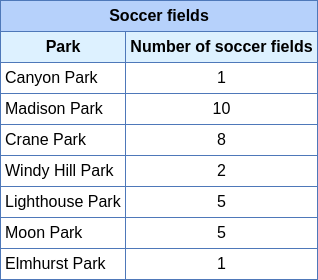 Soccer fields
Park Number of soccer fields
Canyon Park 1
Madison Park 10
Crane Park 8
Windy Hill Park 2
Lighthouse Park 5
Moon Park 5
Elmhurst Park 1